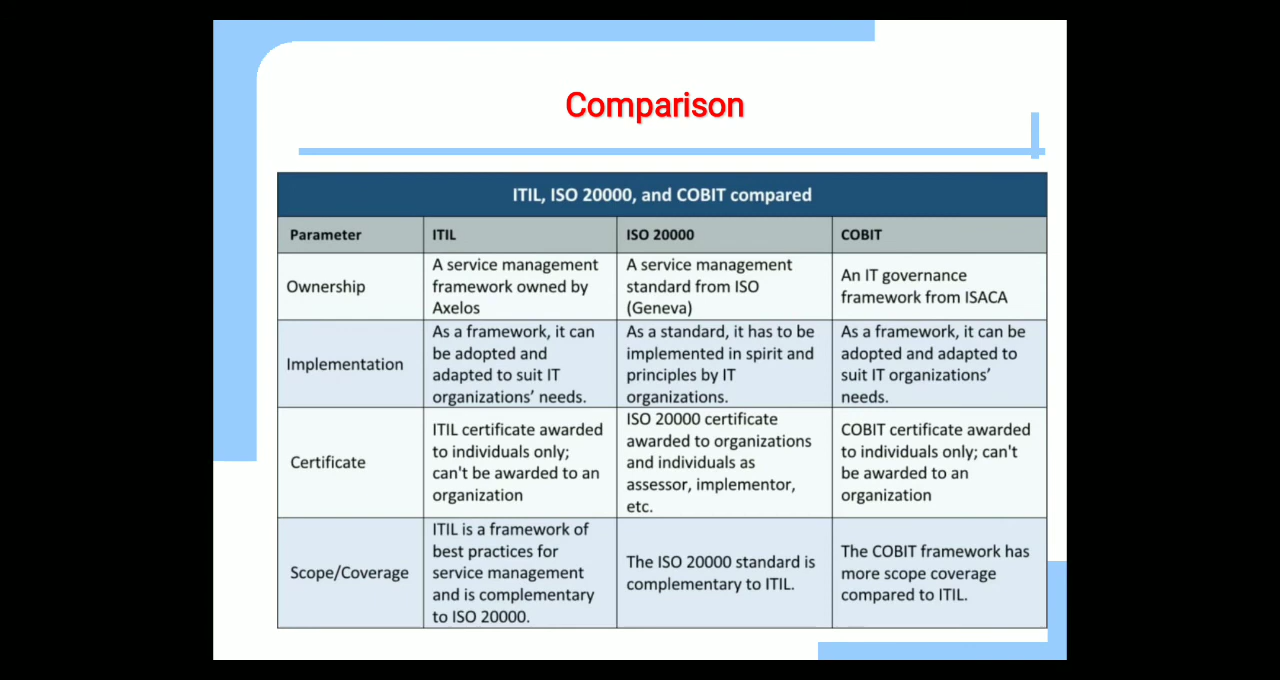 Comparison
ITIL, ISO 20000, and COBIT compared
Parameter
ITIL
ISO 20000
COBIT
Ownership
A service management
framework owned by
Axelos
A service management
standard from ISO
(Geneva)
An IT governance
framework from ISACA
Implementation
As a framework, it can
be adopted and
adapted to suit IT
organizations’ needs.
As a standard, it has to be
implemented in spirit and
principles by IT
organizations.
As a framework, it can be
adopted and adapted to
suit IT organizations’
needs.
Certificate
ITIL certificate awarded
to individuals only;
can't be awarded to an
organization
ISO 20000 certificate
awarded to organizations
and individuals as
assessor, implementor,
etc.
COBIT certificate awarded
to individuals only; can't
be awarded to an
organization
Scope/Coverage
ITIL is a framework of
best practices for
service management
and is complementary
to ISO 20000.
The ISO 20000 standard is
complementary to ITIL.
The COBIT framework has
more scope coverage
compared to ITIL.